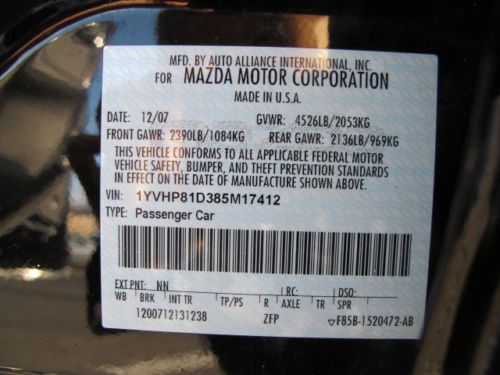 MFD. BY AUTO ALLIANCE INTERNATIONAL, INC.
FOR MAZDA MOTOR CORPORATION
MADE IN U.S.A.
DATE: 12/07 GVWR: 4526LB/2053KG
FRONT GAWR: 2390LB/1084KG REAR GAWR: 2136LB/969KG
THIS VEHICLE CONFORMS TO ALL APPLICABLE FEDERAL MOTOR
VEHICLE SAFETY, BUMPER, AND THEFT PREVENTION STANDARDS
IN EFFECT ON THE DATE OF MANUFACTURE SHOWN ABOVE.
VIN: 1YVHP81D385M17412
TYPE: Passenger Car
EXT PNT: NN RC: DSO:
WB BRK INT TR TP/PS R AXLE TR SPR
1200712131238 ZFP ▽FB5B-1520472-AB